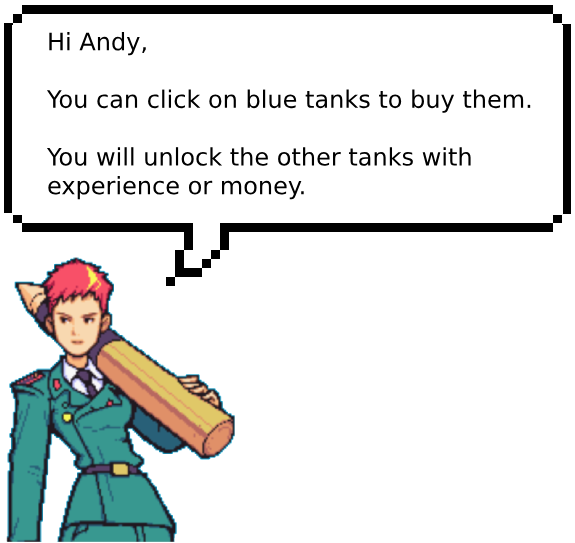 Hi Andy,
You can click on blue tanks to buy them.
You will unlock the other tanks with
experience or money.